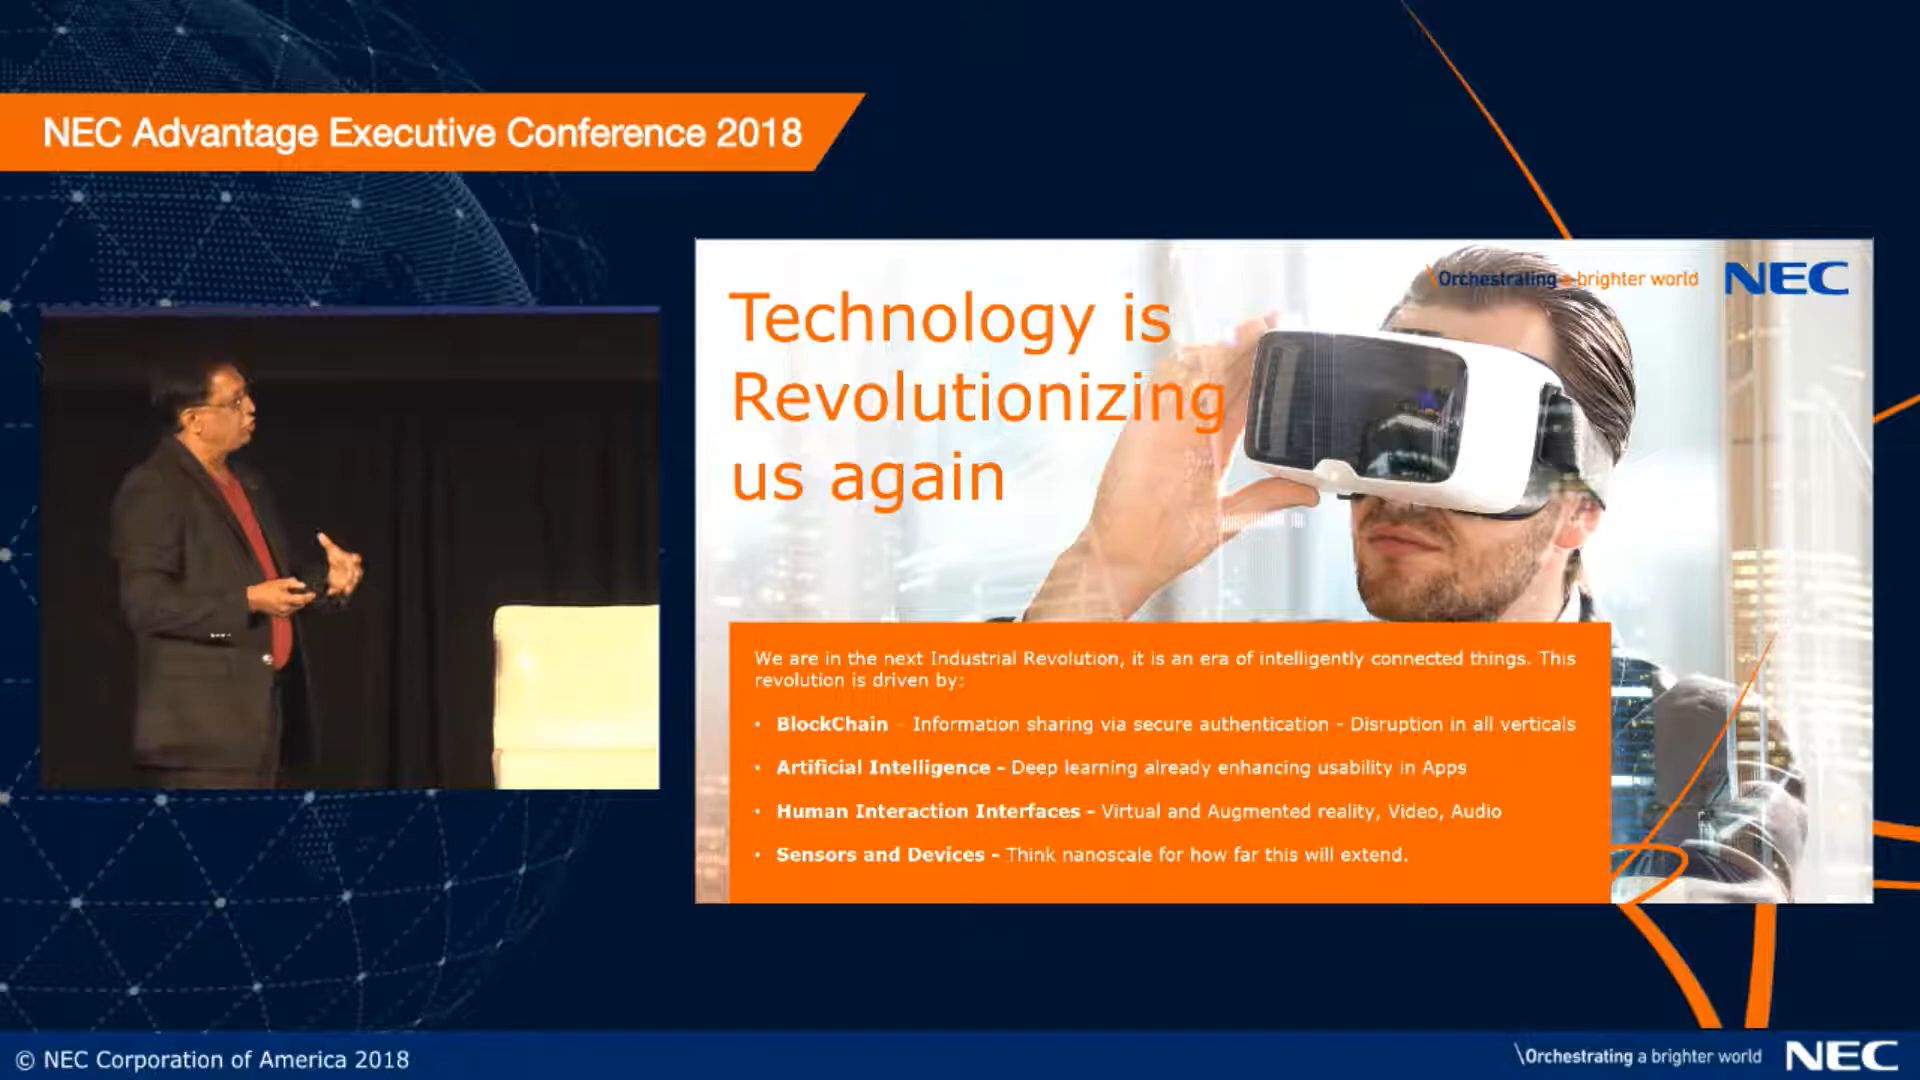 NEC Advantage Executive Conference 2018
\Orchestrating a brighter world NEC
Technology is
Revolutionizing
us again
We are in the next Industrial Revolution, it is an era of intelligently connected things. This
revolution is driven by:
• BlockChain – Information sharing via secure authentication - Disruption in all verticals
• Artificial Intelligence - Deep learning already enhancing usability in Apps
• Human Interaction Interfaces - Virtual and Augmented reality, Video, Audio
• Sensors and Devices - Think nanoscale for how far this will extend.
© NEC Corporation of America 2018
\Orchestrating a brighter world NEC